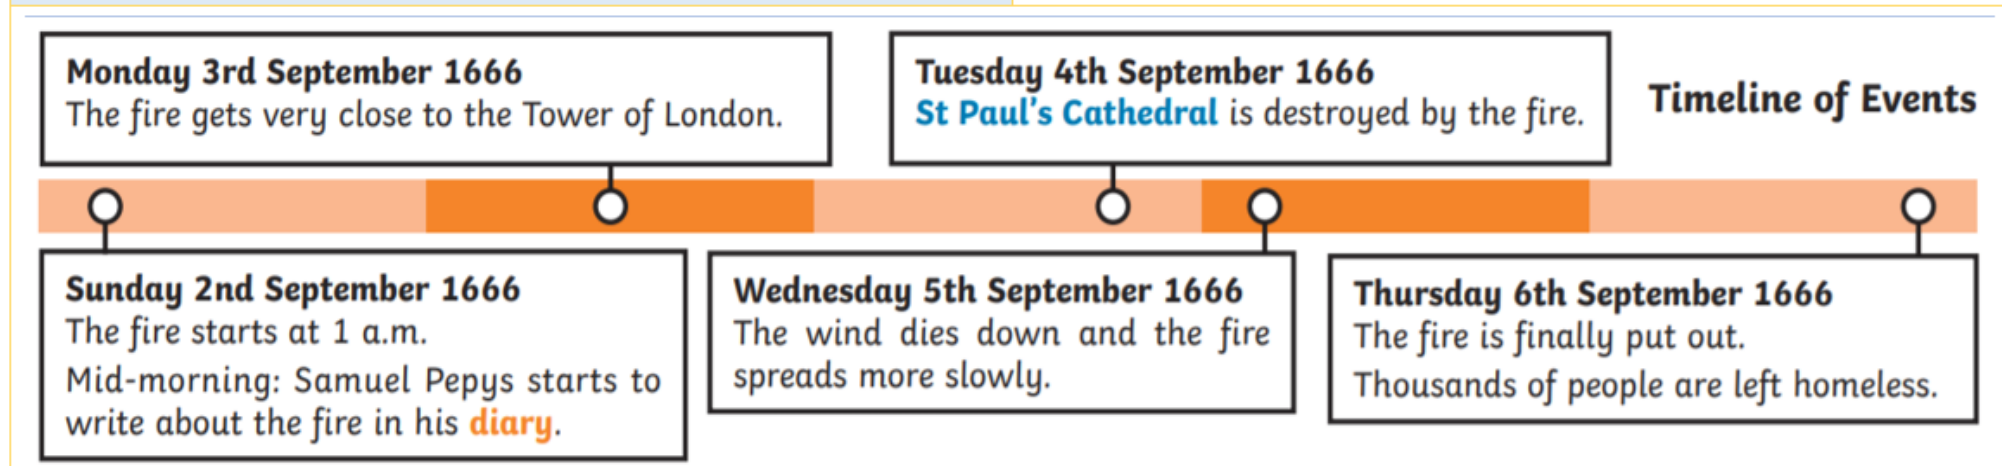 Monday 3rd September 1666
The fire gets very close to the Tower of London.
Tuesday 4th September 1666
St Paul's Cathedral is destroyed by the fire.
Timeline of Events
Sunday 2nd September 1666
The fire starts at 1 a.m.
Mid-morning: Samuel Pepys starts to
write about the fire in his diary.
Wednesday 5th September 1666
The wind dies down and the fire
spreads more slowly.
Thursday 6th September 1666
The fire is finally put out.
Thousands of people are left homeless.